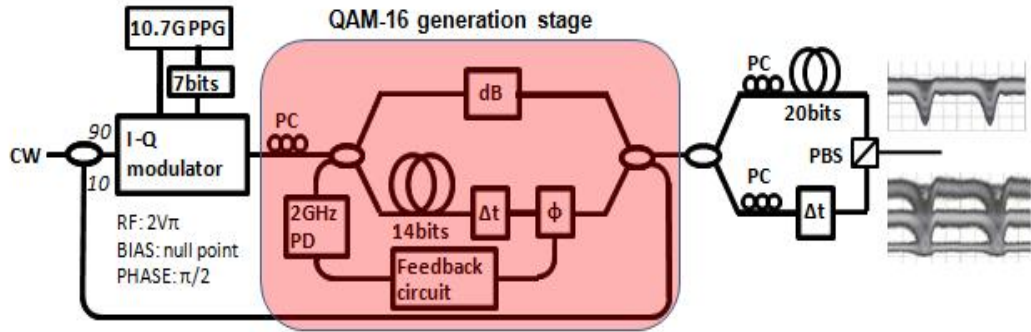 QAM-16 generation stage
10.7G PPG
7bits
PC
dB
PC
20bits
90
I-Q
modulator
CW
10
PBS
PC
Δt
2GHz
PD
14bits
Δt
ϕ
Feedback
circuit
RF: 2Vπ
BIAS: null point
PHASE: π/2